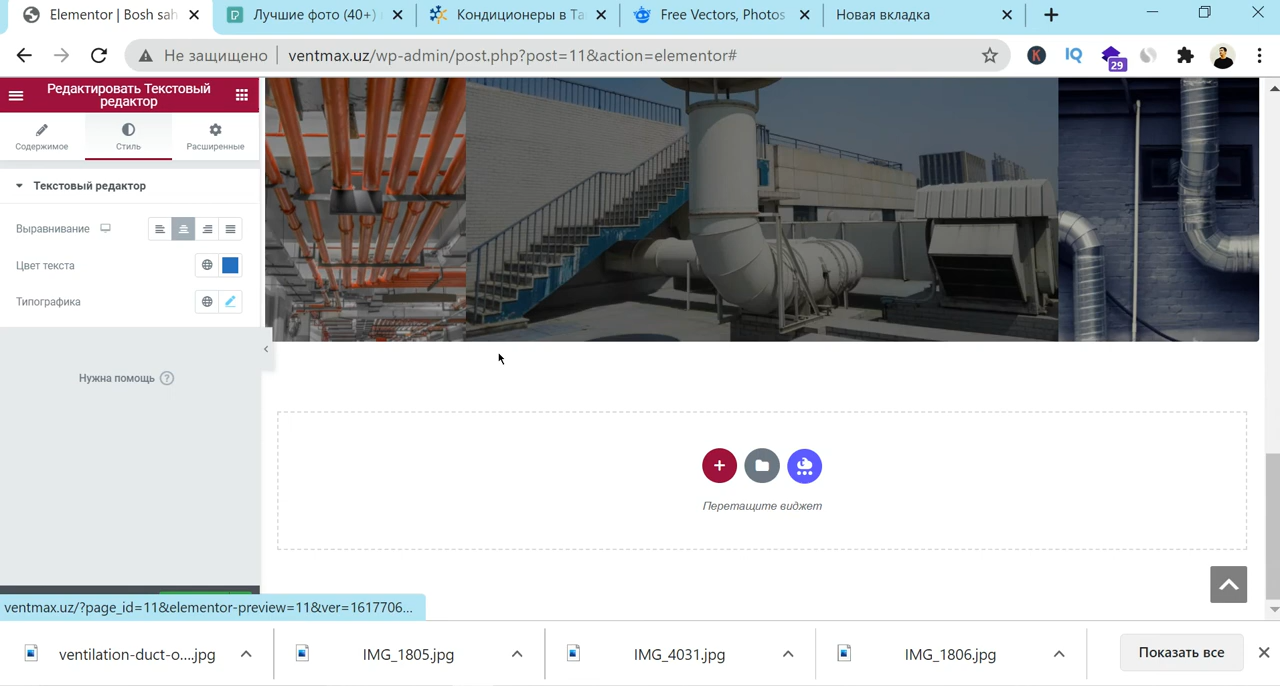 Elementor | Bosh sah
Лучшие фото (40+)
Кондиционеры в Та
Free Vectors, Photos
Новая вкладка
Не защищено
ventmax.uz/wp-admin/post.php?post=11&action=elementor#
K
IQ
29
Редактировать Текстовый
редактор
Содержимое
Стиль
Расширенные
Текстовый редактор
Выравнивание
Цвет текста
Типографика
Нужна помощь ?
Перетащите виджет
ventmax.uz/?page_id=11&elementor-preview=11&ver=1617706...
ventilation-duct-o....jpg
IMG_1805.jpg
IMG_4031.jpg
IMG_1806.jpg
Показать все